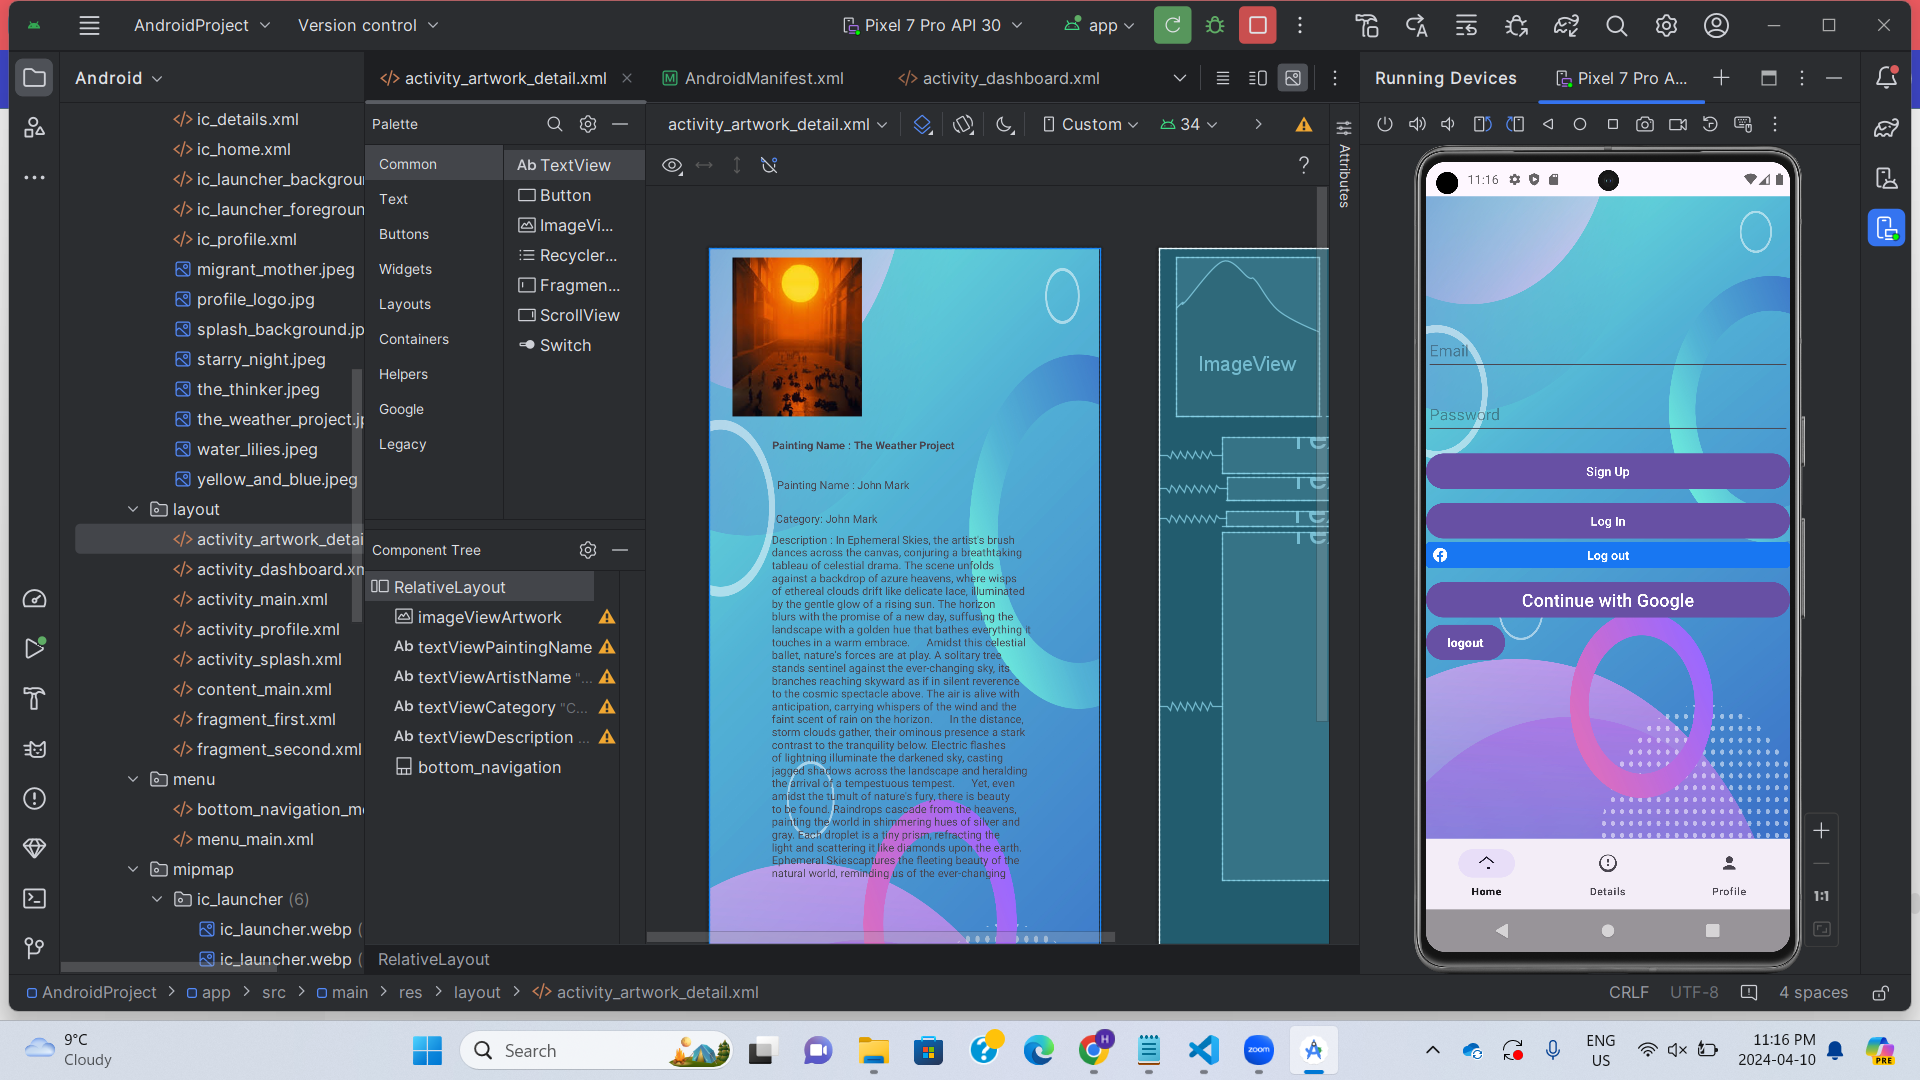 AndroidProject
Version control
Pixel 7 Pro API 30
app
Android
activity_artwork_detail.xml
AndroidManifest.xml
activity_dashboard.xml
Running Devices
Pixel 7 Pro A...
ic_details.xml
ic_home.xml
ic_launcher_backgrou
ic_launcher_foregroun
ic_profile.xml
migrant_mother.jpeg
profile_logo.jpg
splash_background.jp
starry_night.jpeg
the_thinker.jpeg
the_weather_project.j
water_lilies.jpeg
yellow_and_blue.jpeg
layout
activity_artwork_detai
activity_dashboard.xm
activity_main.xml
activity_profile.xml
activity_splash.xml
content_main.xml
fragment_first.xml
fragment_second.xml
menu
bottom_navigation_m
menu_main.xml
mipmap
ic_launcher (6)
ic_launcher.webp (
ic_launcher.webp (
Palette
Common
Text
Buttons
Widgets
Layouts
Containers
Helpers
Google
Legacy
Ab TextView
Button
ImageVi...
Recycler...
Fragmen...
ScrollView
Switch
Component Tree
RelativeLayout
imageViewArtwork
Ab textViewPaintingName
Ab textViewArtistName "...
Ab textViewCategory "C...
Ab textViewDescription ...
bottom_navigation
activity_artwork_detail.xml
Custom
34
?
Attributes
Painting Name : The Weather Project
Painting Name : John Mark
Category: John Mark
Description : In Ephemeral Skies, the artist's brush
dances across the canvas, conjuring a breathtaking
tableau of celestial drama. The scene unfolds
against a backdrop of azure heavens, where wisps
of ethereal clouds drift like delicate lace, illuminated
by the gentle glow of a rising sun. The horizon
blurs with the promise of a new day, suffusing the
landscape with a golden hue that bathes everything it
touches in a warm embrace. Amidst this celestial
ballet, nature's forces are at play. A solitary tree
stands sentinel against the ever-changing sky, its
branches reaching skyward as if in silent reverence
to the cosmic spectacle above. The air is alive with
anticipation, carrying whispers of the wind and the
faint scent of rain on the horizon. In the distance,
storm clouds gather, their ominous presence a stark
contrast to the tranquility below. Electric flashes
of lightning illuminate the darkened sky, casting
jagged shadows across the landscape and heralding
the arrival of a tempestuous tempest. Yet, even
amidst the tumult of nature's fury, there is beauty
to be found. Raindrops cascade from the heavens,
painting the world in shimmering hues of silver and
gray. Each droplet is a tiny prism, refracting the
light and scattering it like diamonds upon the earth.
Ephemeral Skiescaptures the fleeting beauty of the
natural world, reminding us of the ever-changing
ImageView
RelativeLayout
11:16
Email
Password
Sign Up
Log In
Log out
Continue with Google
logout
Home
Details
Profile
1:1
AndroidProject > app > src > main > res > layout > activity_artwork_detail.xml
CRLF
UTF-8
4 spaces
9°C
Cloudy
Search
H
zoom
ENG
US
11:16 PM
2024-04-10
PRE